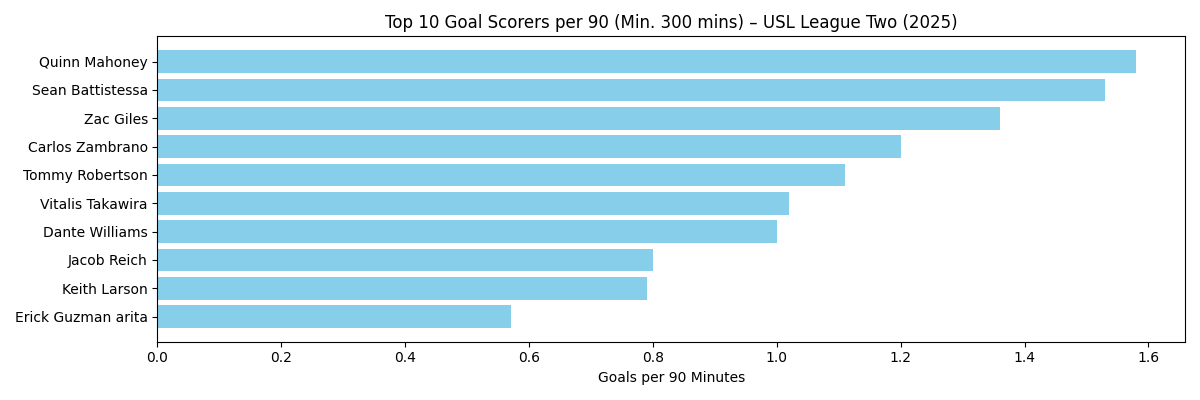 Top 10 Goal Scorers per 90 (Min. 300 mins) – USL League Two (2025)
Quinn Mahoney
Sean Battistessa
Zac Giles
Carlos Zambrano
Tommy Robertson
Vitalis Takawira
Dante Williams
Jacob Reich
Keith Larson
Erick Guzman arita
0.0 0.2 0.4 0.6 0.8 1.0 1.2 1.4 1.6
Goals per 90 Minutes